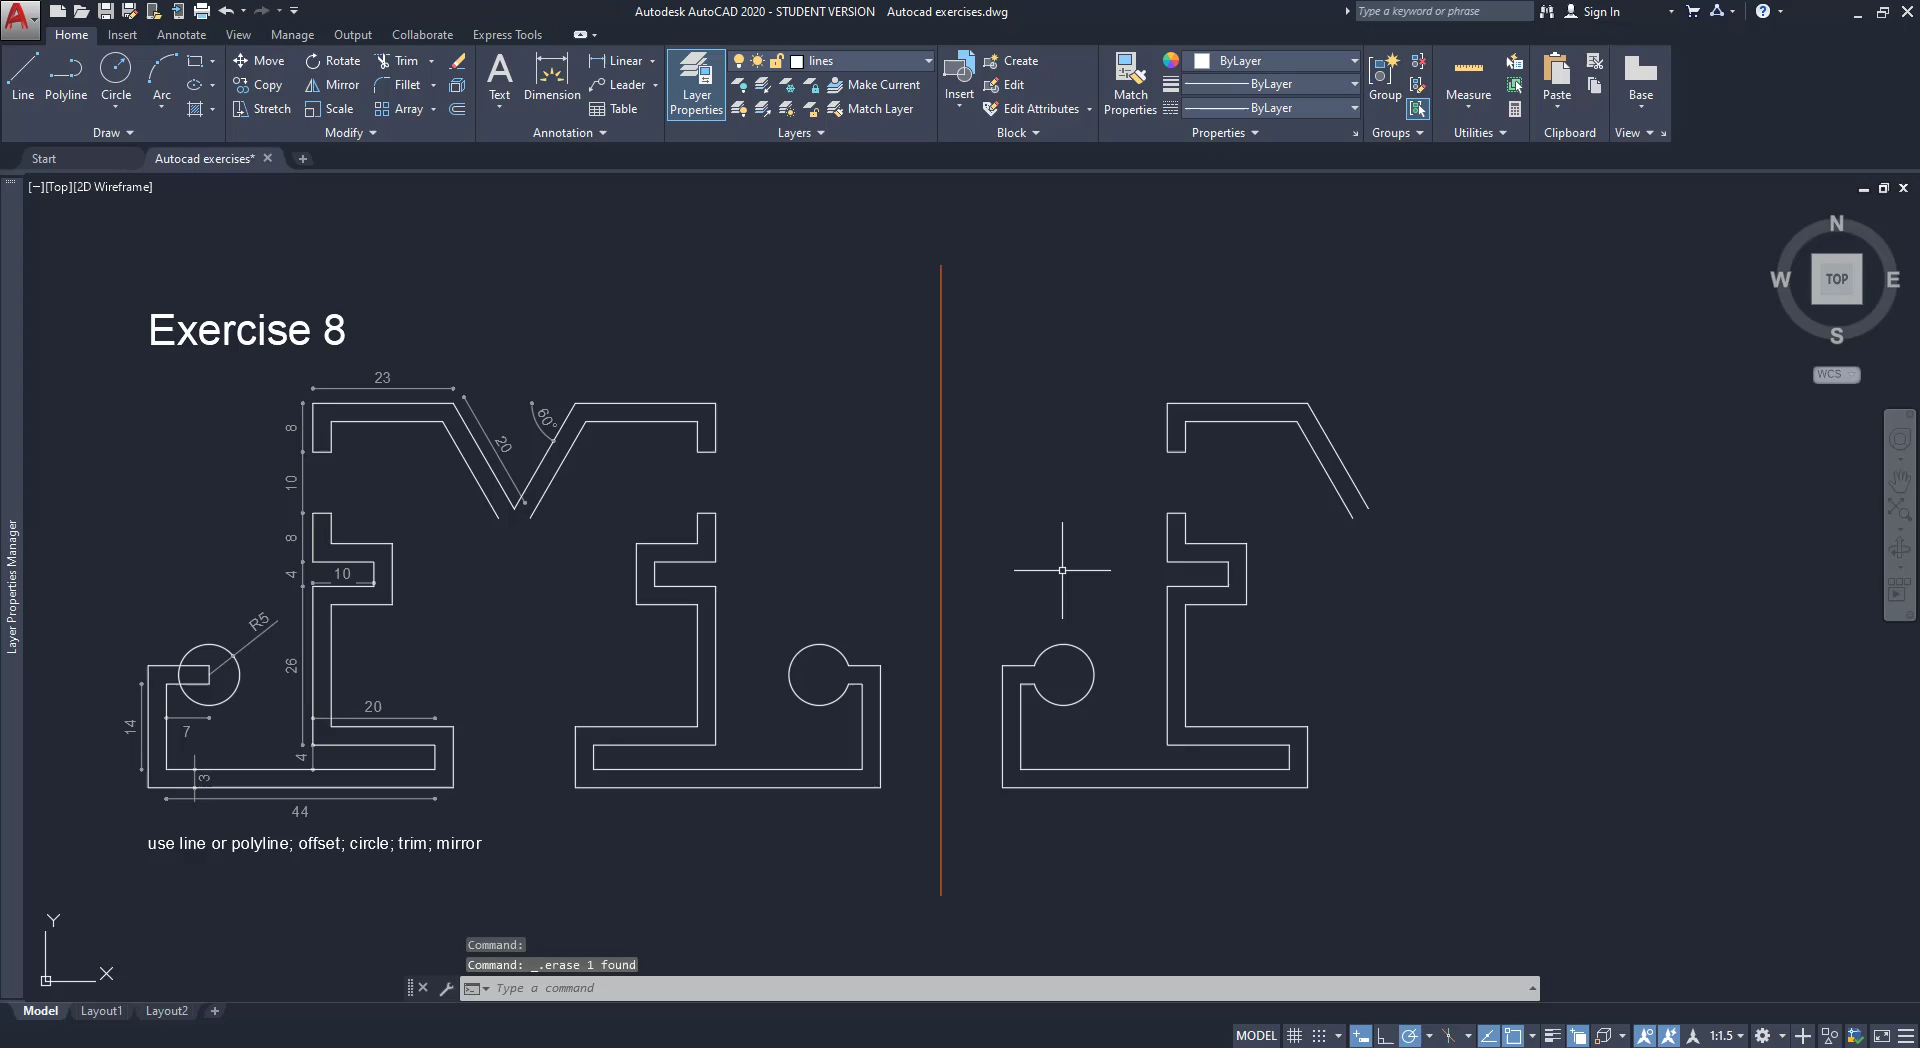 Autodesk AutoCAD 2020 - STUDENT VERSION Autocad exercises.dwg
Type a keyword or phrase
Sign In
Home Insert Annotate View Manage Output Collaborate Express Tools
Line Polyline Circle Arc
Draw
Move Rotate Trim
Copy Mirror Fillet
Stretch Scale Array
Modify
Text Dimension
Linear
Leader
Table
Annotation
Layer Properties
lines
Make Current
Match Layer
Layers
Insert
Create
Edit
Edit Attributes
Block
Match Properties
ByLayer
ByLayer
ByLayer
Properties
Group
Groups
Measure
Utilities
Paste
Clipboard
Base
View
Start Autocad exercises*
[−][Top][2D Wireframe]
Layer Properties Manager
N
W TOP E
S
WCS
Exercise 8
23
8
60°
20
10
8
4
10
R5
26
20
14
7
4
3
44
use line or polyline; offset; circle; trim; mirror
Y
X
Command:
Command: _.erase 1 found
Type a command
Model Layout1 Layout2
MODEL
1:1.5